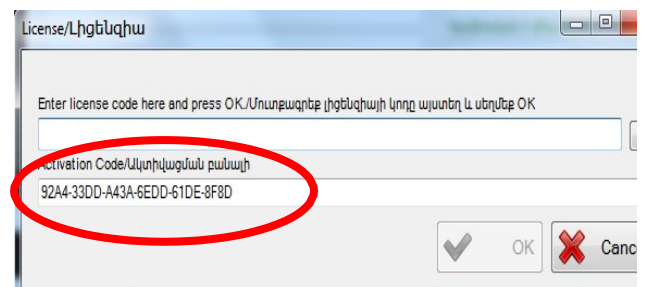 License/Լիցենզիա
Enter license code here and press OK./Մուտքագրեք լիցենզիայի կոդը այստեղ և սեղմեք OK
Activation Code/Ակտիվացման բանալի
92A4-33DD-A43A-6EDD-61DE-8F8D
OK
Canc